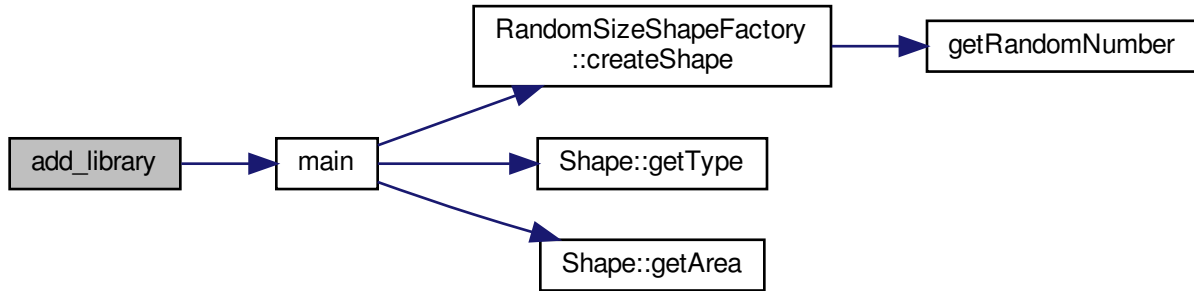 RandomSizeShapeFactory
::createShape
getRandomNumber
add_library
main
Shape::getType
Shape::getArea